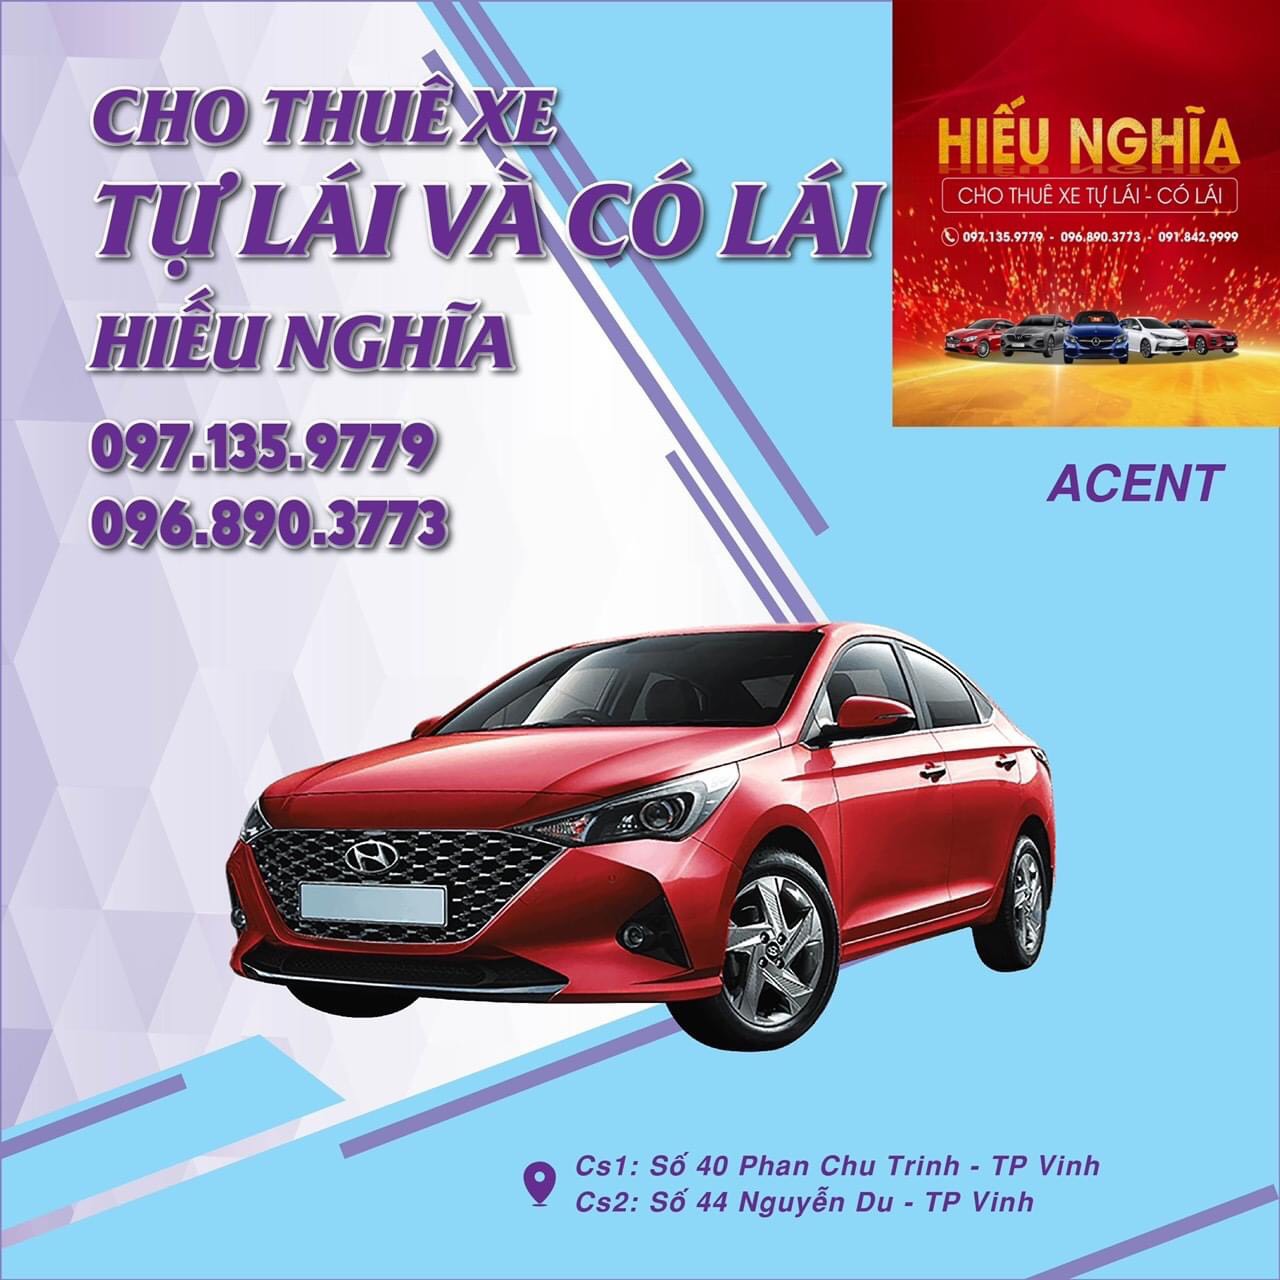 CHO THUÊ XE
TỰ LÁI VÀ CÓ LÁI
HIẾU NGHĨA
097.135.9779
096.890.3773
HIẾU NGHĨA
CHO THUÊ XE TỰ LÁI - CÓ LÁI
097.135.9779 - 096.890.3773 - 091.842.9999
ACENT
Cs1: Số 40 Phan Chu Trinh - TP Vinh
Cs2: Số 44 Nguyễn Du - TP Vinh